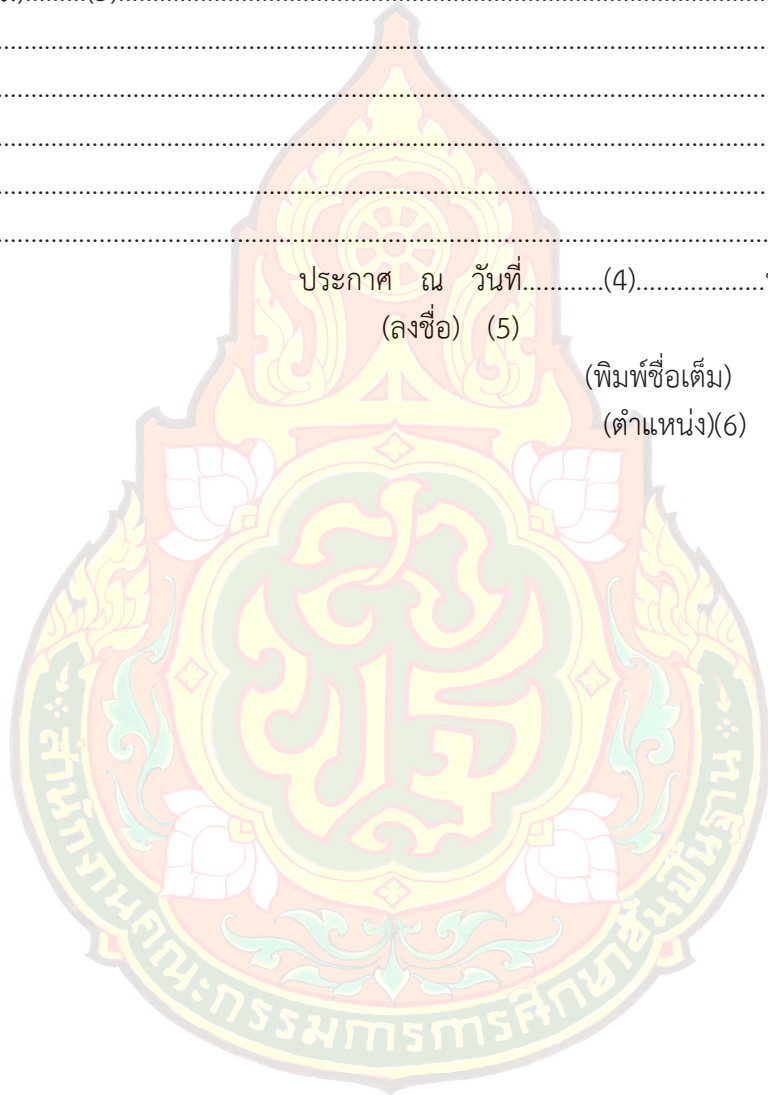 (3)
ประกาศ ณ วันที่............(4)...................
(ลงชื่อ) (5)
(พิมพ์ชื่อเต็ม)
(ตำแหน่ง)(6)
สพฐ
สำนักงานคณะกรรมการการศึกษาขั้นพื้นฐาน